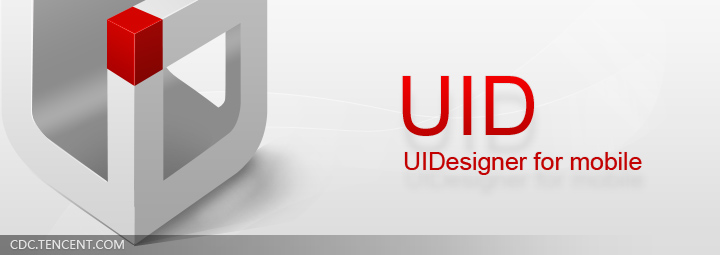 UID
UIDesigner for mobile
CDC.TENCENT.COM